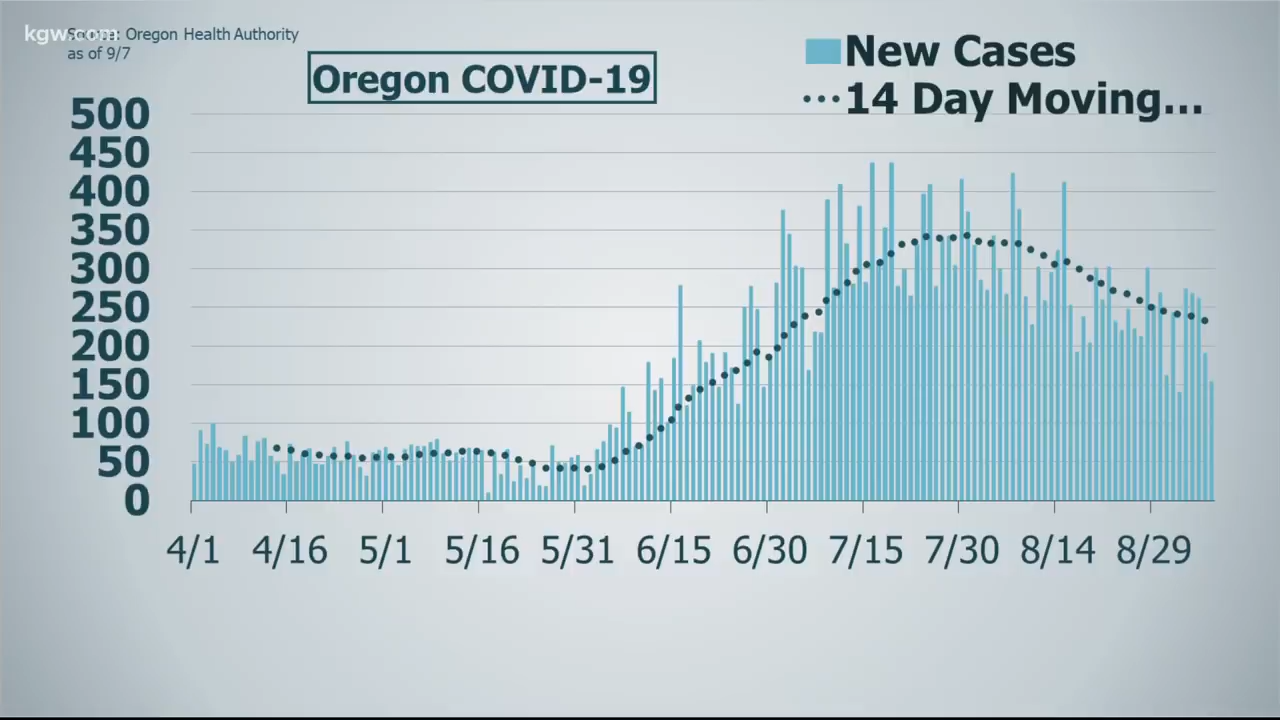 kgw.com Oregon Health Authority
as of 9/7
Oregon COVID-19
New Cases
14 Day Moving...
500
450
400
350
300
250
200
150
100
50
0
4/1 4/16 5/1 5/16 5/31 6/15 6/30 7/15 7/30 8/14 8/29